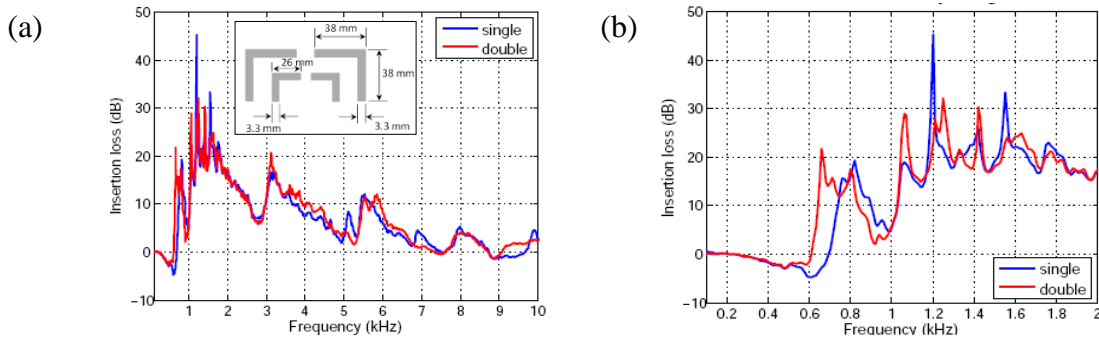 (a)
Insertion loss (dB)
50
40
30
20
10
0
−10
1 2 3 4 5 6 7 8 9 10
Frequency (kHz)
38 mm
26 mm
38 mm
3.3 mm
3.3 mm
single
double
(b)
Insertion loss (dB)
50
40
30
20
10
0
−10
0.2 0.4 0.6 0.8 1 1.2 1.4 1.6 1.8 2
Frequency (kHz)
single
double